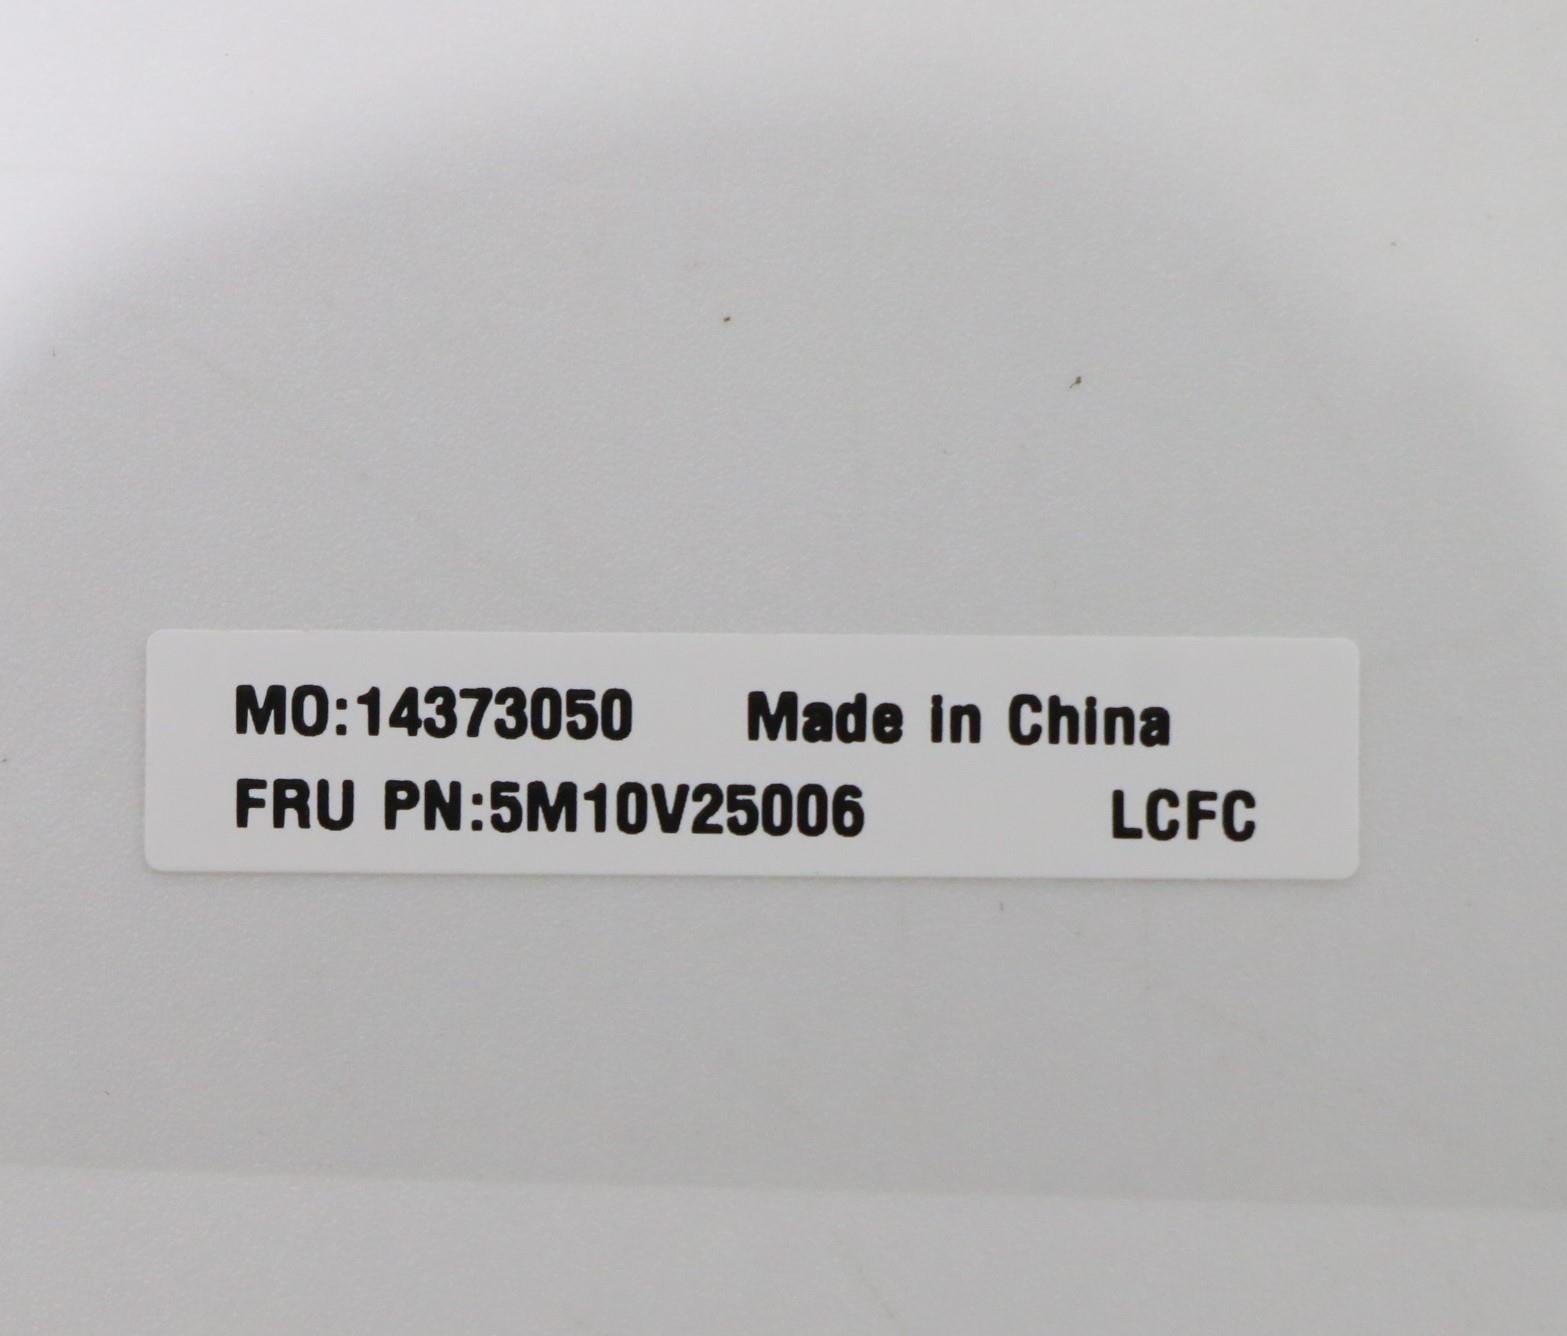 MO:14373050 Made in China
FRU PN:5M10V25006 LCFC